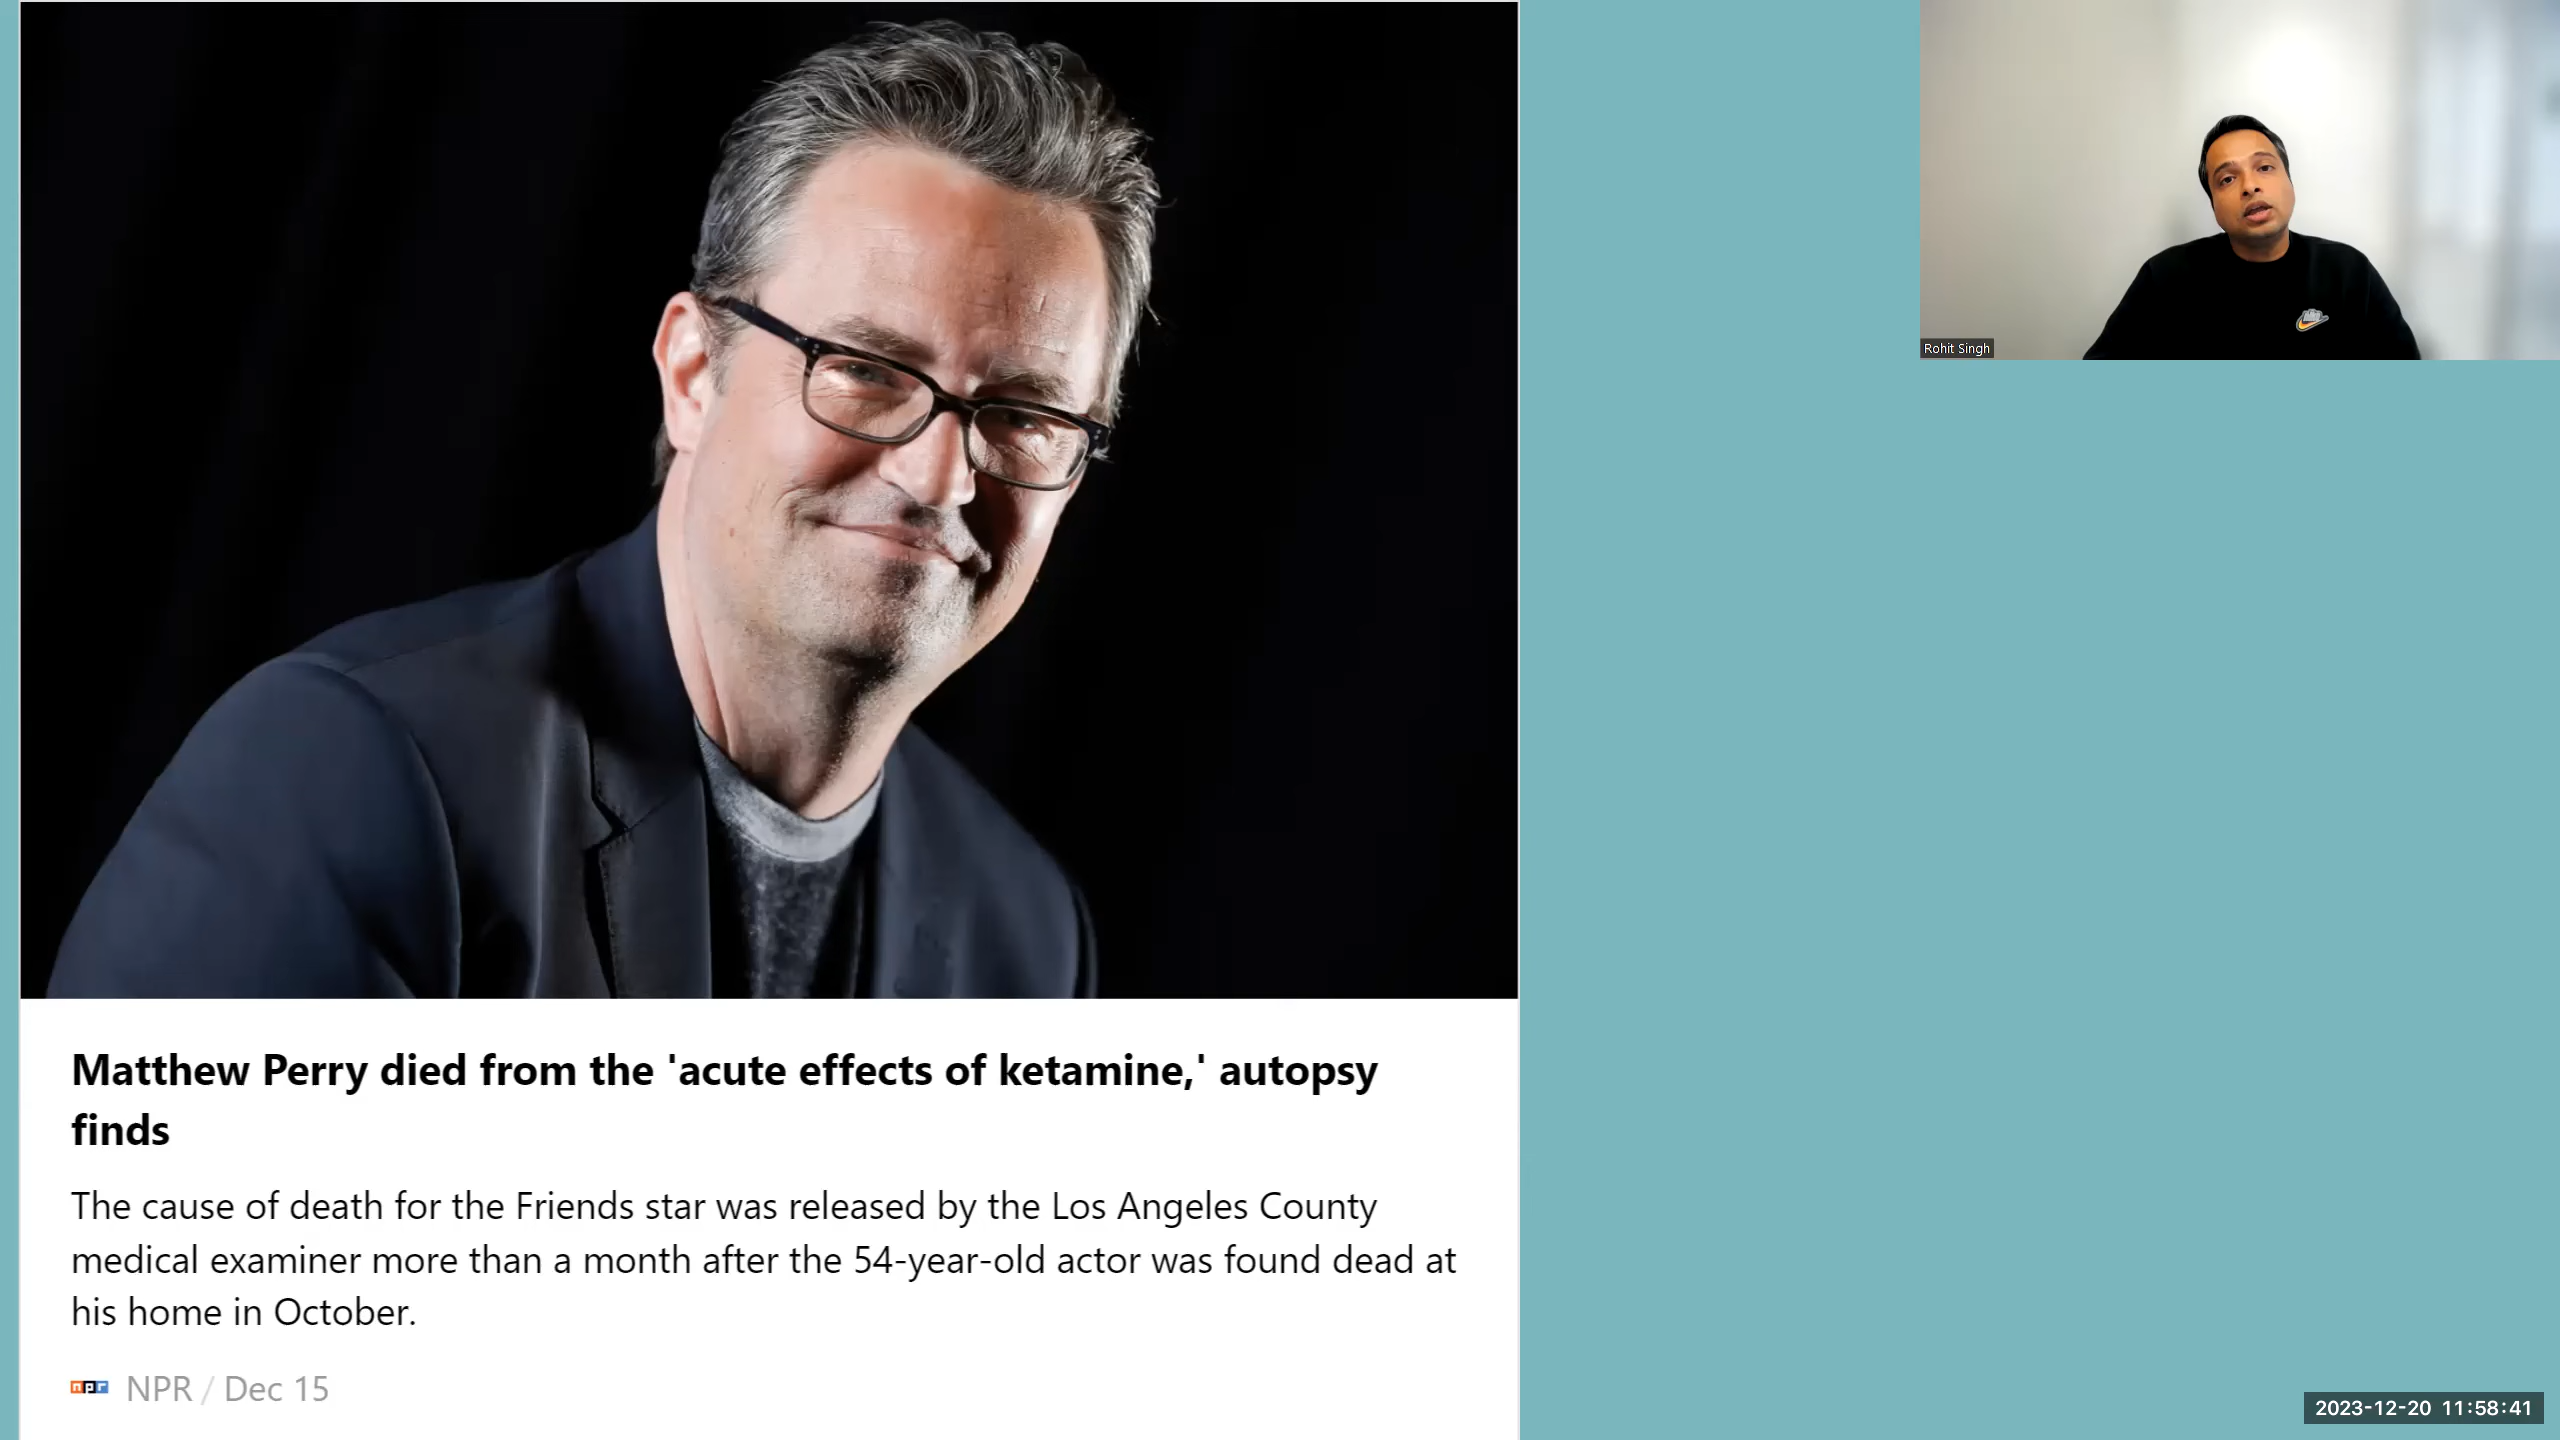 Rohit Singh
Matthew Perry died from the 'acute effects of ketamine,' autopsy
finds
The cause of death for the Friends star was released by the Los Angeles County
medical examiner more than a month after the 54-year-old actor was found dead at
his home in October.
npr NPR / Dec 15
2023-12-20 11:58:41